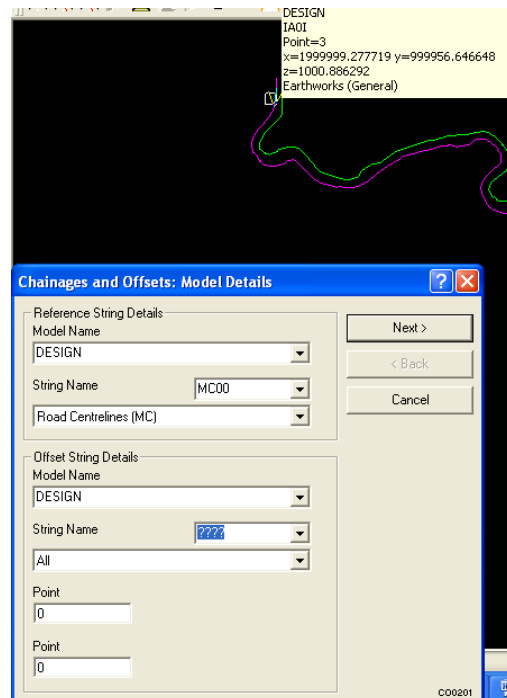 DESIGN
IA0I
Point=3
x=1999999.277719 y=999956.646648
z=1000.886292
Earthworks (General)
Chainages and Offsets: Model Details
Reference String Details
Model Name
DESIGN
String Name MC00
Road Centrelines (MC)
Offset String Details
Model Name
DESIGN
String Name ????
All
Point
0
Point
0
Next >
< Back
Cancel
CO0201